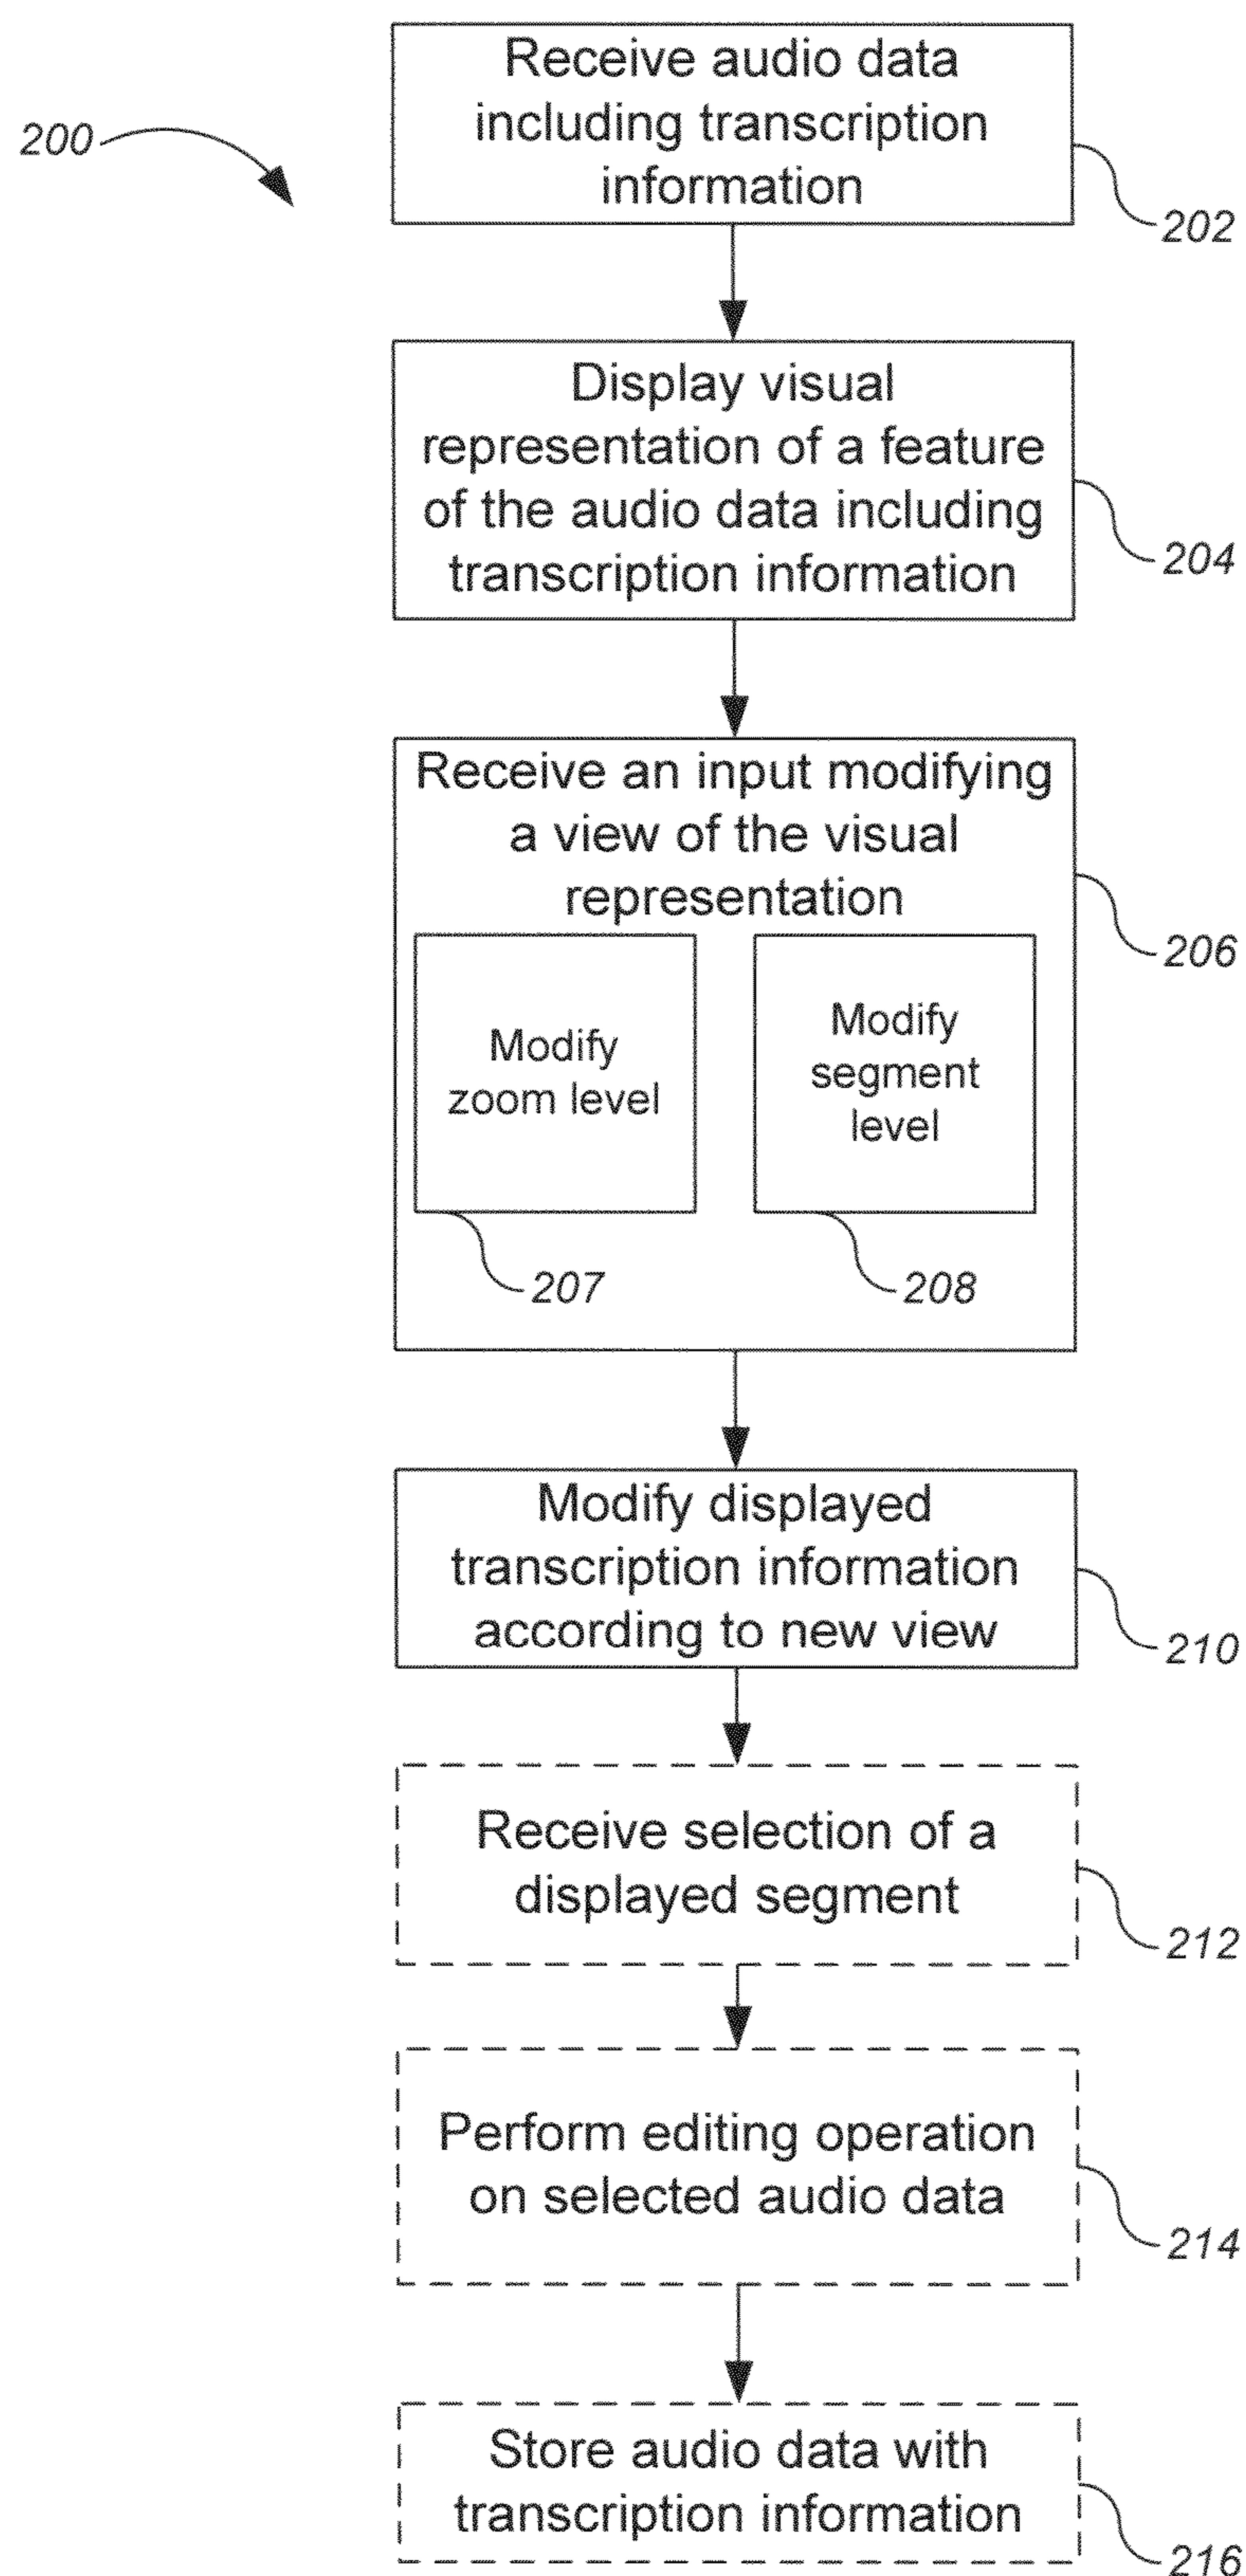 200
Receive audio data
including transcription
information
202
Display visual
representation of a feature
of the audio data including
transcription information
204
Receive an input modifying
a view of the visual
representation
206
Modify
zoom level
207
Modify
segment
level
208
Modify displayed
transcription information
according to new view
210
Receive selection of a
displayed segment
212
Perform editing operation
on selected audio data
214
Store audio data with
transcription information
216